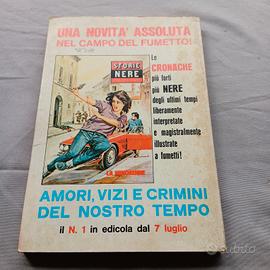 UNA NOVITA' ASSOLUTA
NEL CAMPO DEL FUMETTO!
STORIE
NERE
Le
CRONACHE
più forti
più NERE
degli ultimi tempi
liberamente
interpretate
e magistralmente
illustrate
a fumetti!
AMORI, VIZI E CRIMINI
DEL NOSTRO TEMPO
il N. 1 in edicola dal 7 luglio
subito